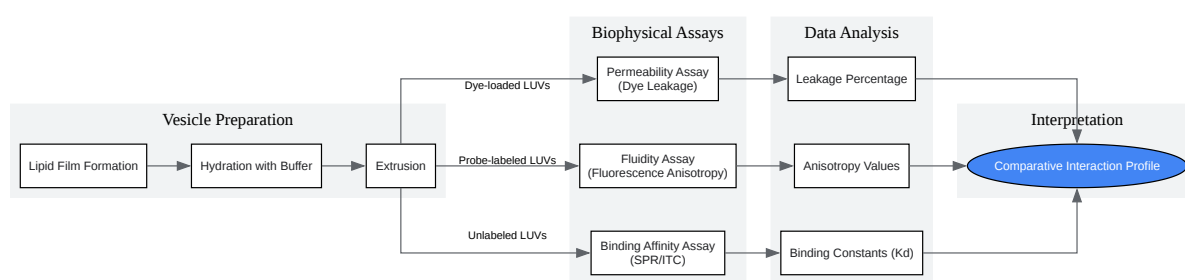 Biophysical Assays
Data Analysis
Permeability Assay
(Dye Leakage)
Leakage Percentage
Dye-loaded LUVs
Vesicle Preparation
Interpretation
Lipid Film Formation
Hydration with Buffer
Extrusion
Probe-labeled LUVs
Fluidity Assay
(Fluorescence Anisotropy)
Anisotropy Values
Comparative Interaction Profile
Unlabeled LUVs
Binding Affinity Assay
(SPR/ITC)
Binding Constants (Kd)